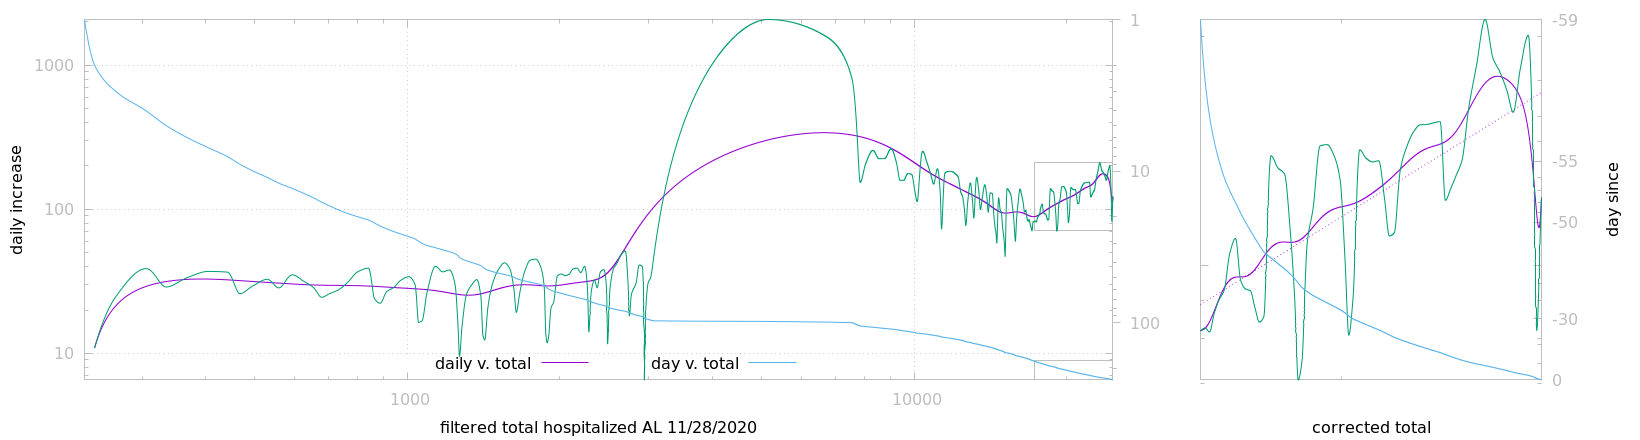 1000
100
10
daily increase
daily v. total
day v. total
1000
10000
filtered total hospitalized AL 11/28/2020
1
10
100
-59
-55
-50
-30
0
day since
corrected total